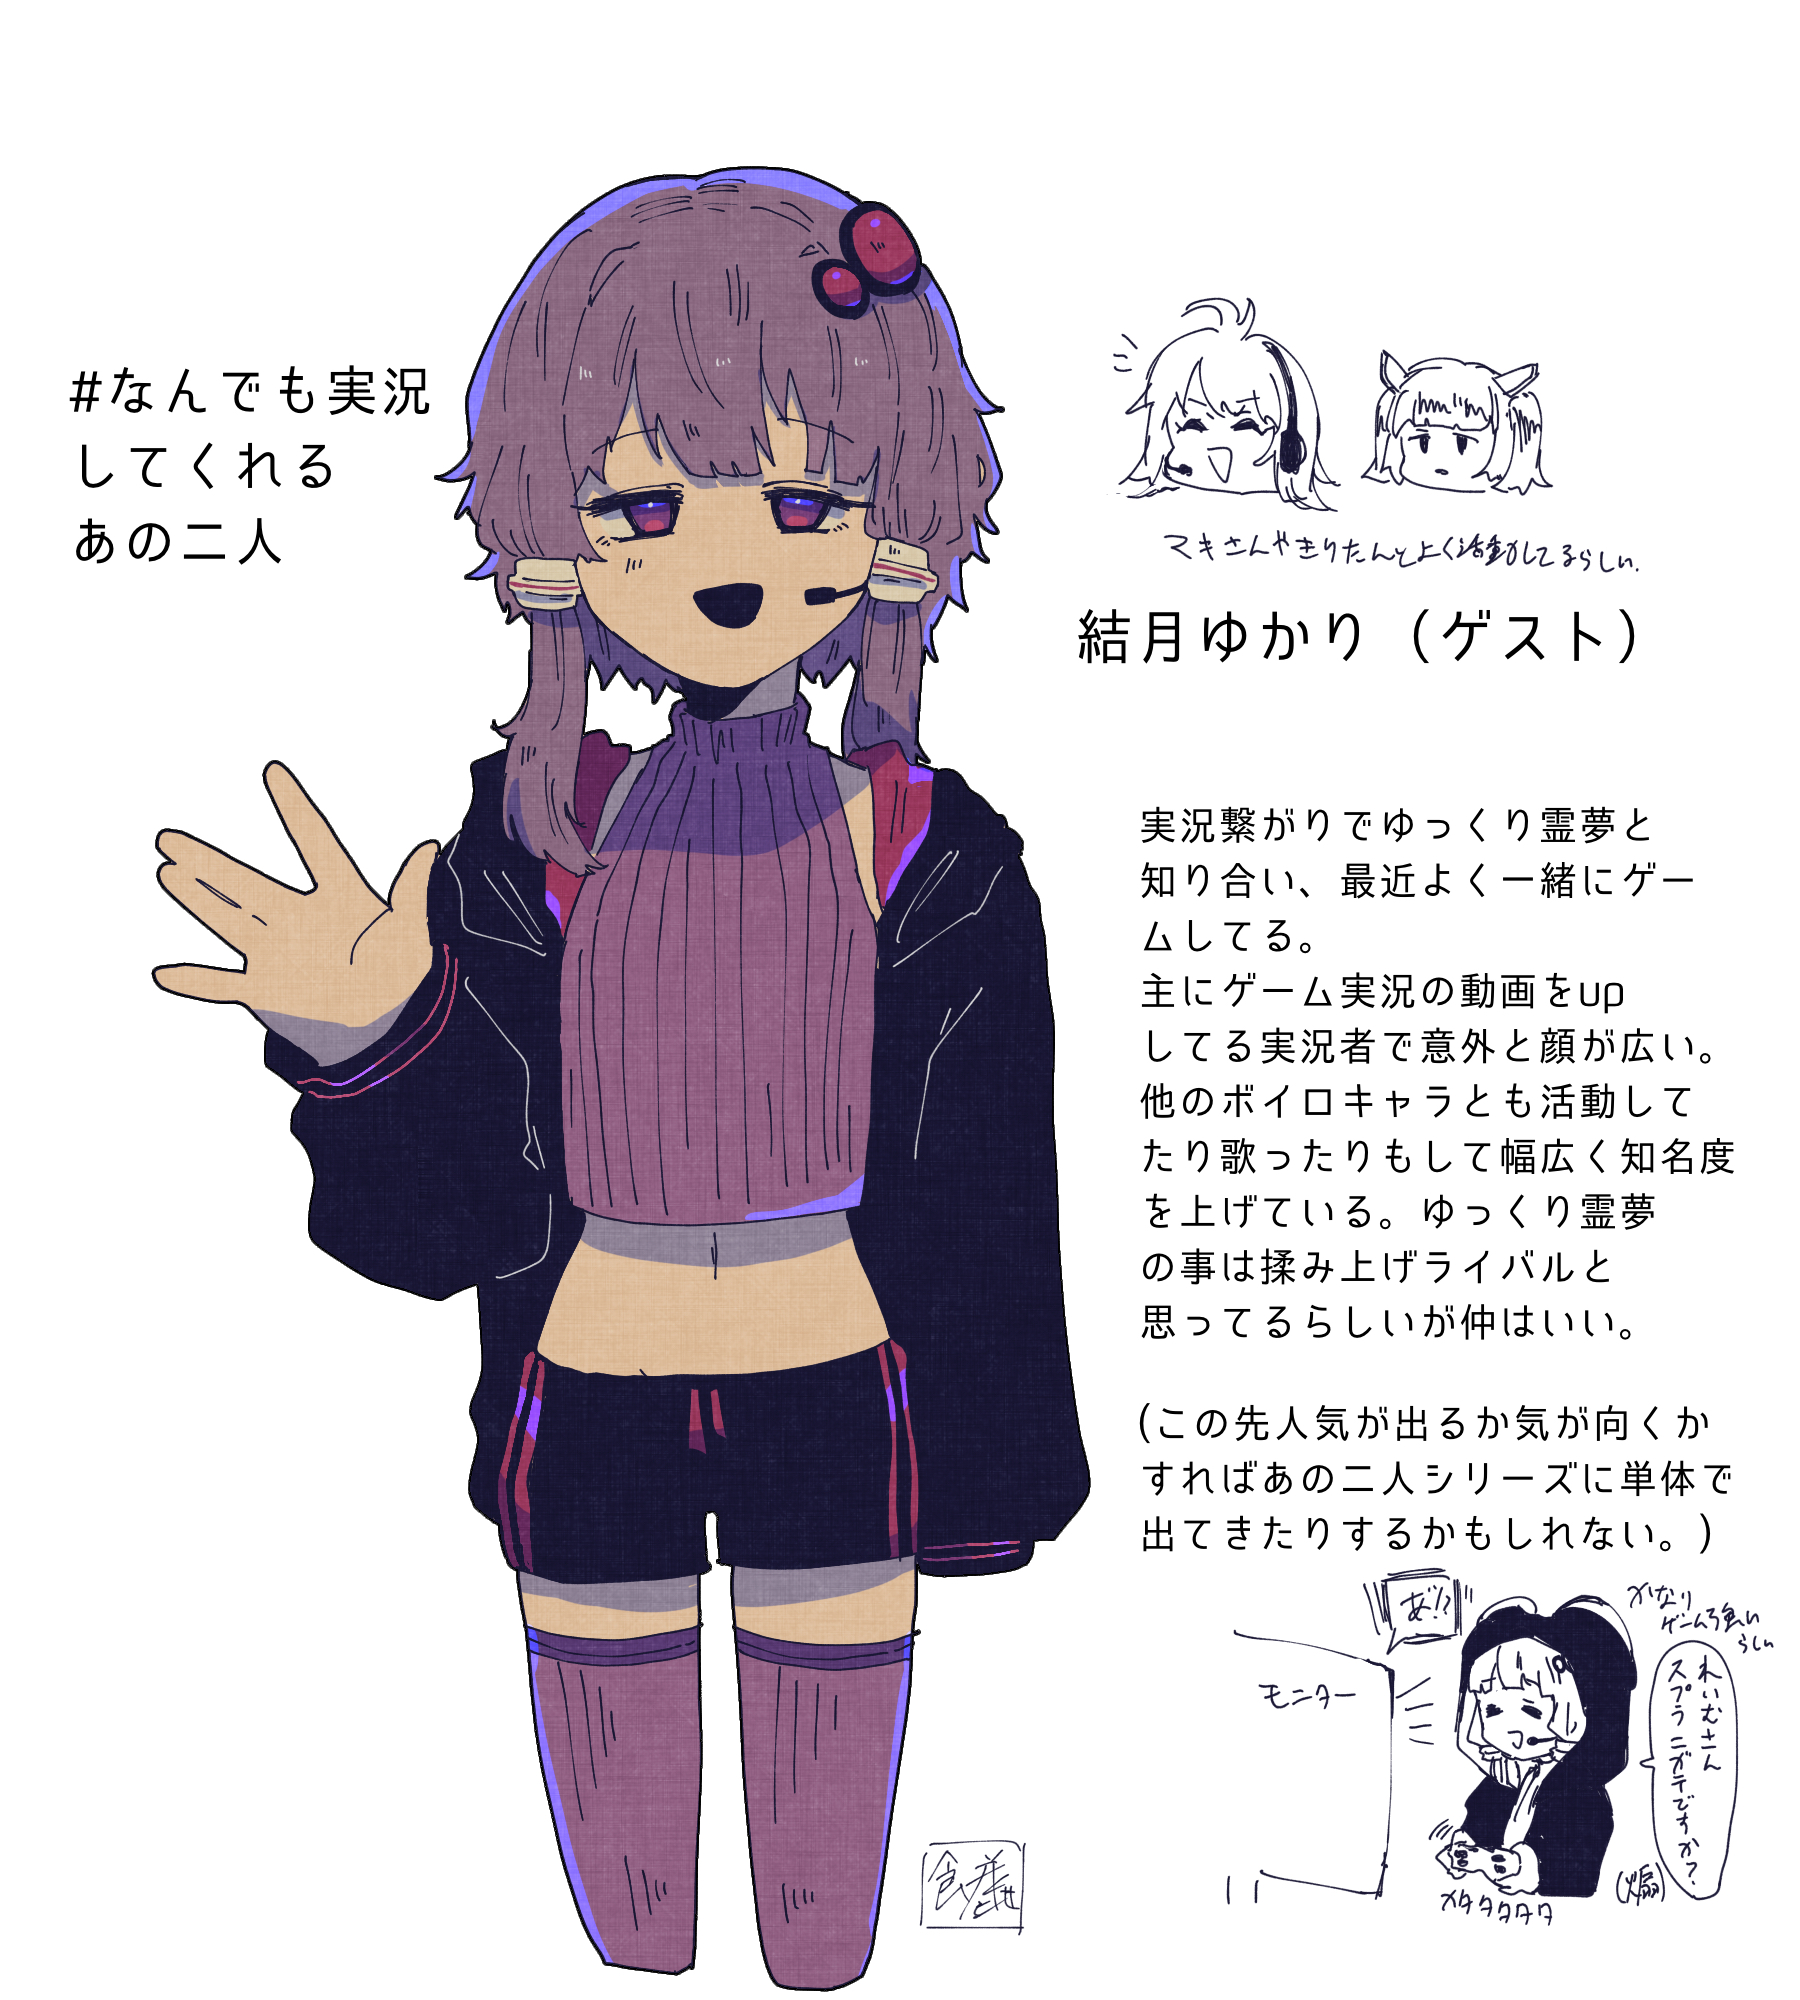 #なんでも実況
してくれる
あの二人
マキさんやきりたんとよく活動してるらしい.
結月ゆかり（ゲスト）
実況繋がりでゆっくり霊夢と
知り合い、最近よく一緒にゲー
ムしてる。
主にゲーム実況の動画をup
してる実況者で意外と顔が広い。
他のボイロキャラとも活動して
たり歌ったりもして幅広く知名度
を上げている。ゆっくり霊夢
の事は揉み上げライバルと
思ってるらしいが仲はいい。
(この先人気が出るか気が向くか
すればあの二人シリーズに単体で
出てきたりするかもしれない。)
あ゛!?
かなり
ゲーム強い
らしい
モニター
れいむさん
スプラニガテですか?
(煽)
カタタタタタ